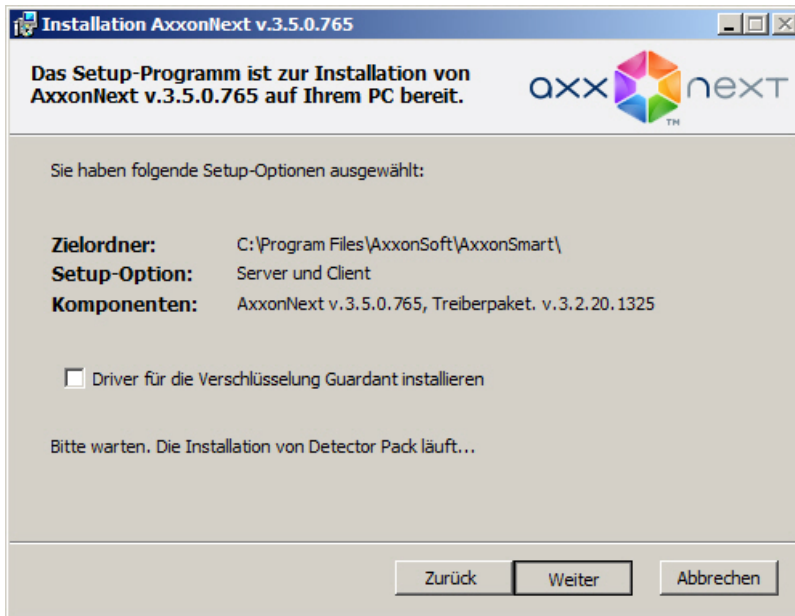 Installation AxxonNext v.3.5.0.765
Das Setup-Programm ist zur Installation von
AxxonNext v.3.5.0.765 auf Ihrem PC bereit.
axxonext
TM
Sie haben folgende Setup-Optionen ausgewählt:
Zielordner: C:\Program Files\AxxonSoft\AxxonSmart\
Setup-Option: Server und Client
Komponenten: AxxonNext v.3.5.0.765, Treiberpaket. v.3.2.20.1325
Driver für die Verschlüsselung Guardant installieren
Bitte warten. Die Installation von Detector Pack läuft...
Zurück Weiter Abbrechen